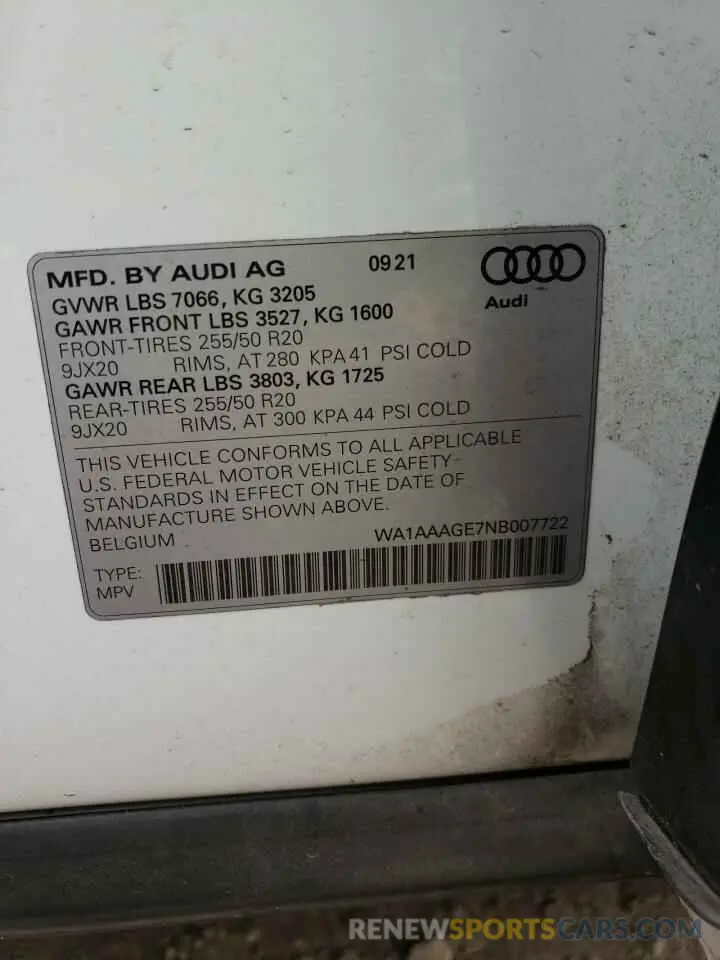 MFD. BY AUDI AG 0921
GVWR LBS 7066, KG 3205
Audi
GAWR FRONT LBS 3527, KG 1600
FRONT-TIRES 255/50 R20
9JX20 RIMS, AT 280 KPA 41 PSI COLD
GAWR REAR LBS 3803, KG 1725
REAR-TIRES 255/50 R20
9JX20 RIMS, AT 300 KPA 44 PSI COLD
THIS VEHICLE CONFORMS TO ALL APPLICABLE
U.S. FEDERAL MOTOR VEHICLE SAFETY-
STANDARDS IN EFFECT ON THE DATE OF
MANUFACTURE SHOWN ABOVE.
BELGIUM WA1AAAGE7NB007722
TYPE:
MPV
RENEWSPORTSCARS.COM